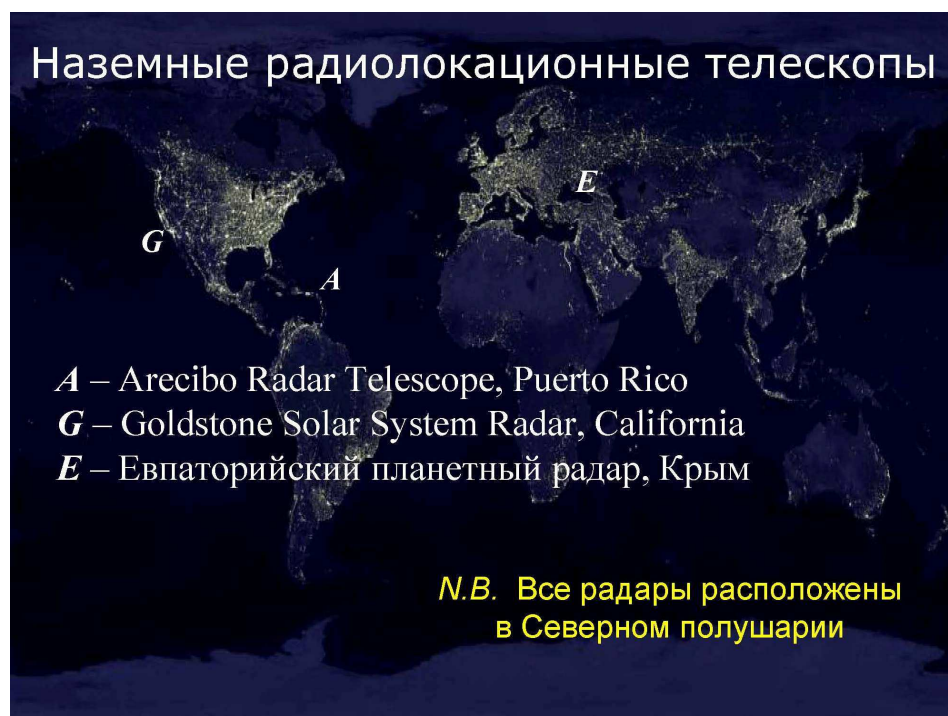 Наземные радиолокационные телескопы
E
G
A
A – Arecibo Radar Telescope, Puerto Rico
G – Goldstone Solar System Radar, California
E – Евпаторийский планетный радар, Крым
N.B. Все радары расположены
в Северном полушарии